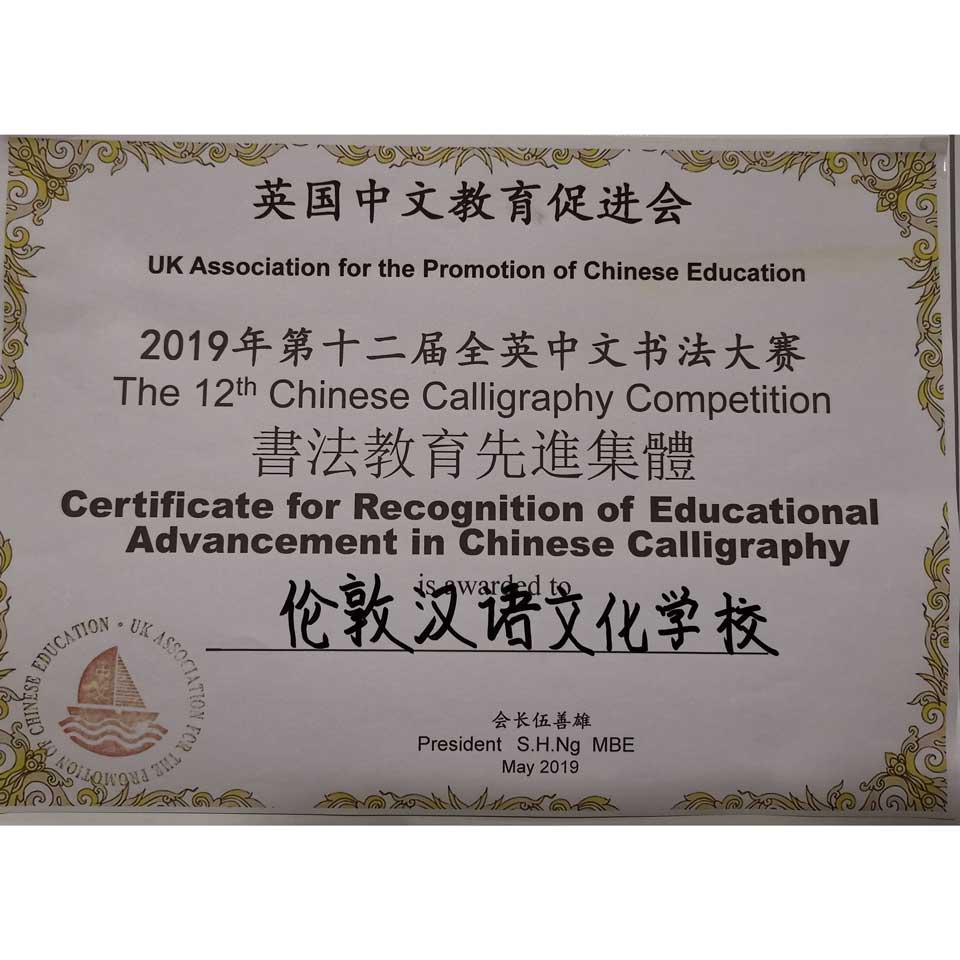 英国中文教育促进会
UK Association for the Promotion of Chinese Education
2019年第十二届全英中文书法大赛
The 12th Chinese Calligraphy Competition
書法教育先進集體
Certificate for Recognition of Educational
Advancement in Chinese Calligraphy
is awarded to
伦敦汉语文化学校
UK ASSOCIATION FOR THE PROMOTION OF CHINESE EDUCATION •
会长伍善雄
President S.H.Ng MBE
May 2019